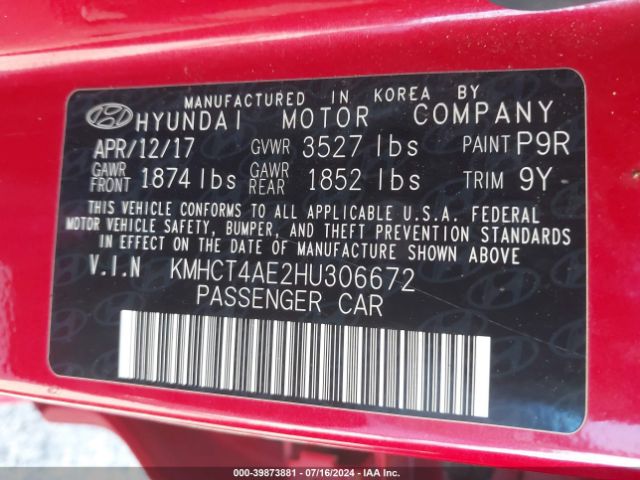 MANUFACTURED IN KOREA BY
HYUNDAI MOTOR COMPANY
APR/12/17 GVWR 3527 lbs PAINT P9R
GAWR FRONT 1874 lbs GAWR REAR 1852 lbs TRIM 9Y
THIS VEHICLE CONFORMS TO ALL APPLICABLE U.S.A. FEDERAL
MOTOR VEHICLE SAFETY, BUMPER, AND THEFT PREVENTION STANDARDS
IN EFFECT ON THE DATE OF MANUFACTURE SHOWN ABOVE
V.I.N KMHCT4AE2HU306672
PASSENGER CAR
000-39873881 - 07/16/2024 - IAA Inc.